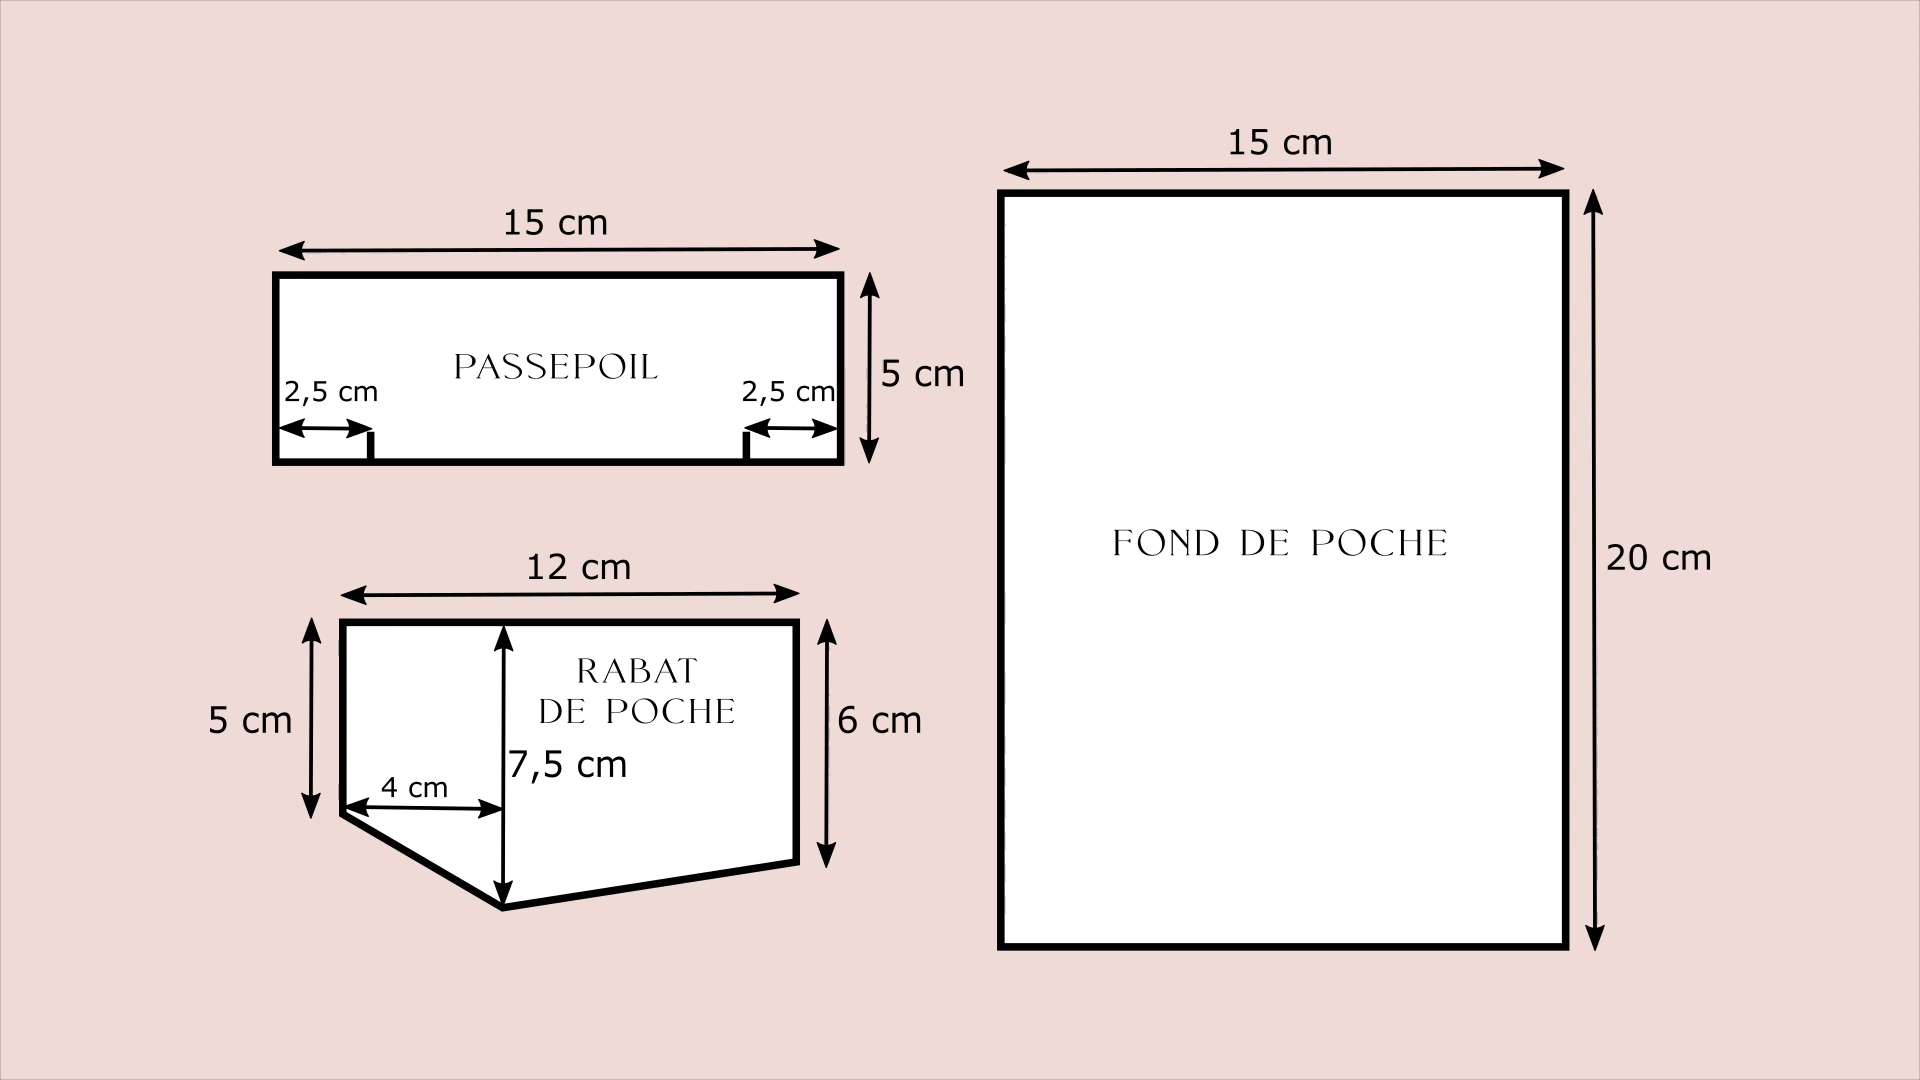 15 cm
PASSEPOIL
2,5 cm
2,5 cm
5 cm
12 cm
RABAT
DE POCHE
5 cm
7,5 cm
6 cm
4 cm
15 cm
FOND DE POCHE
20 cm